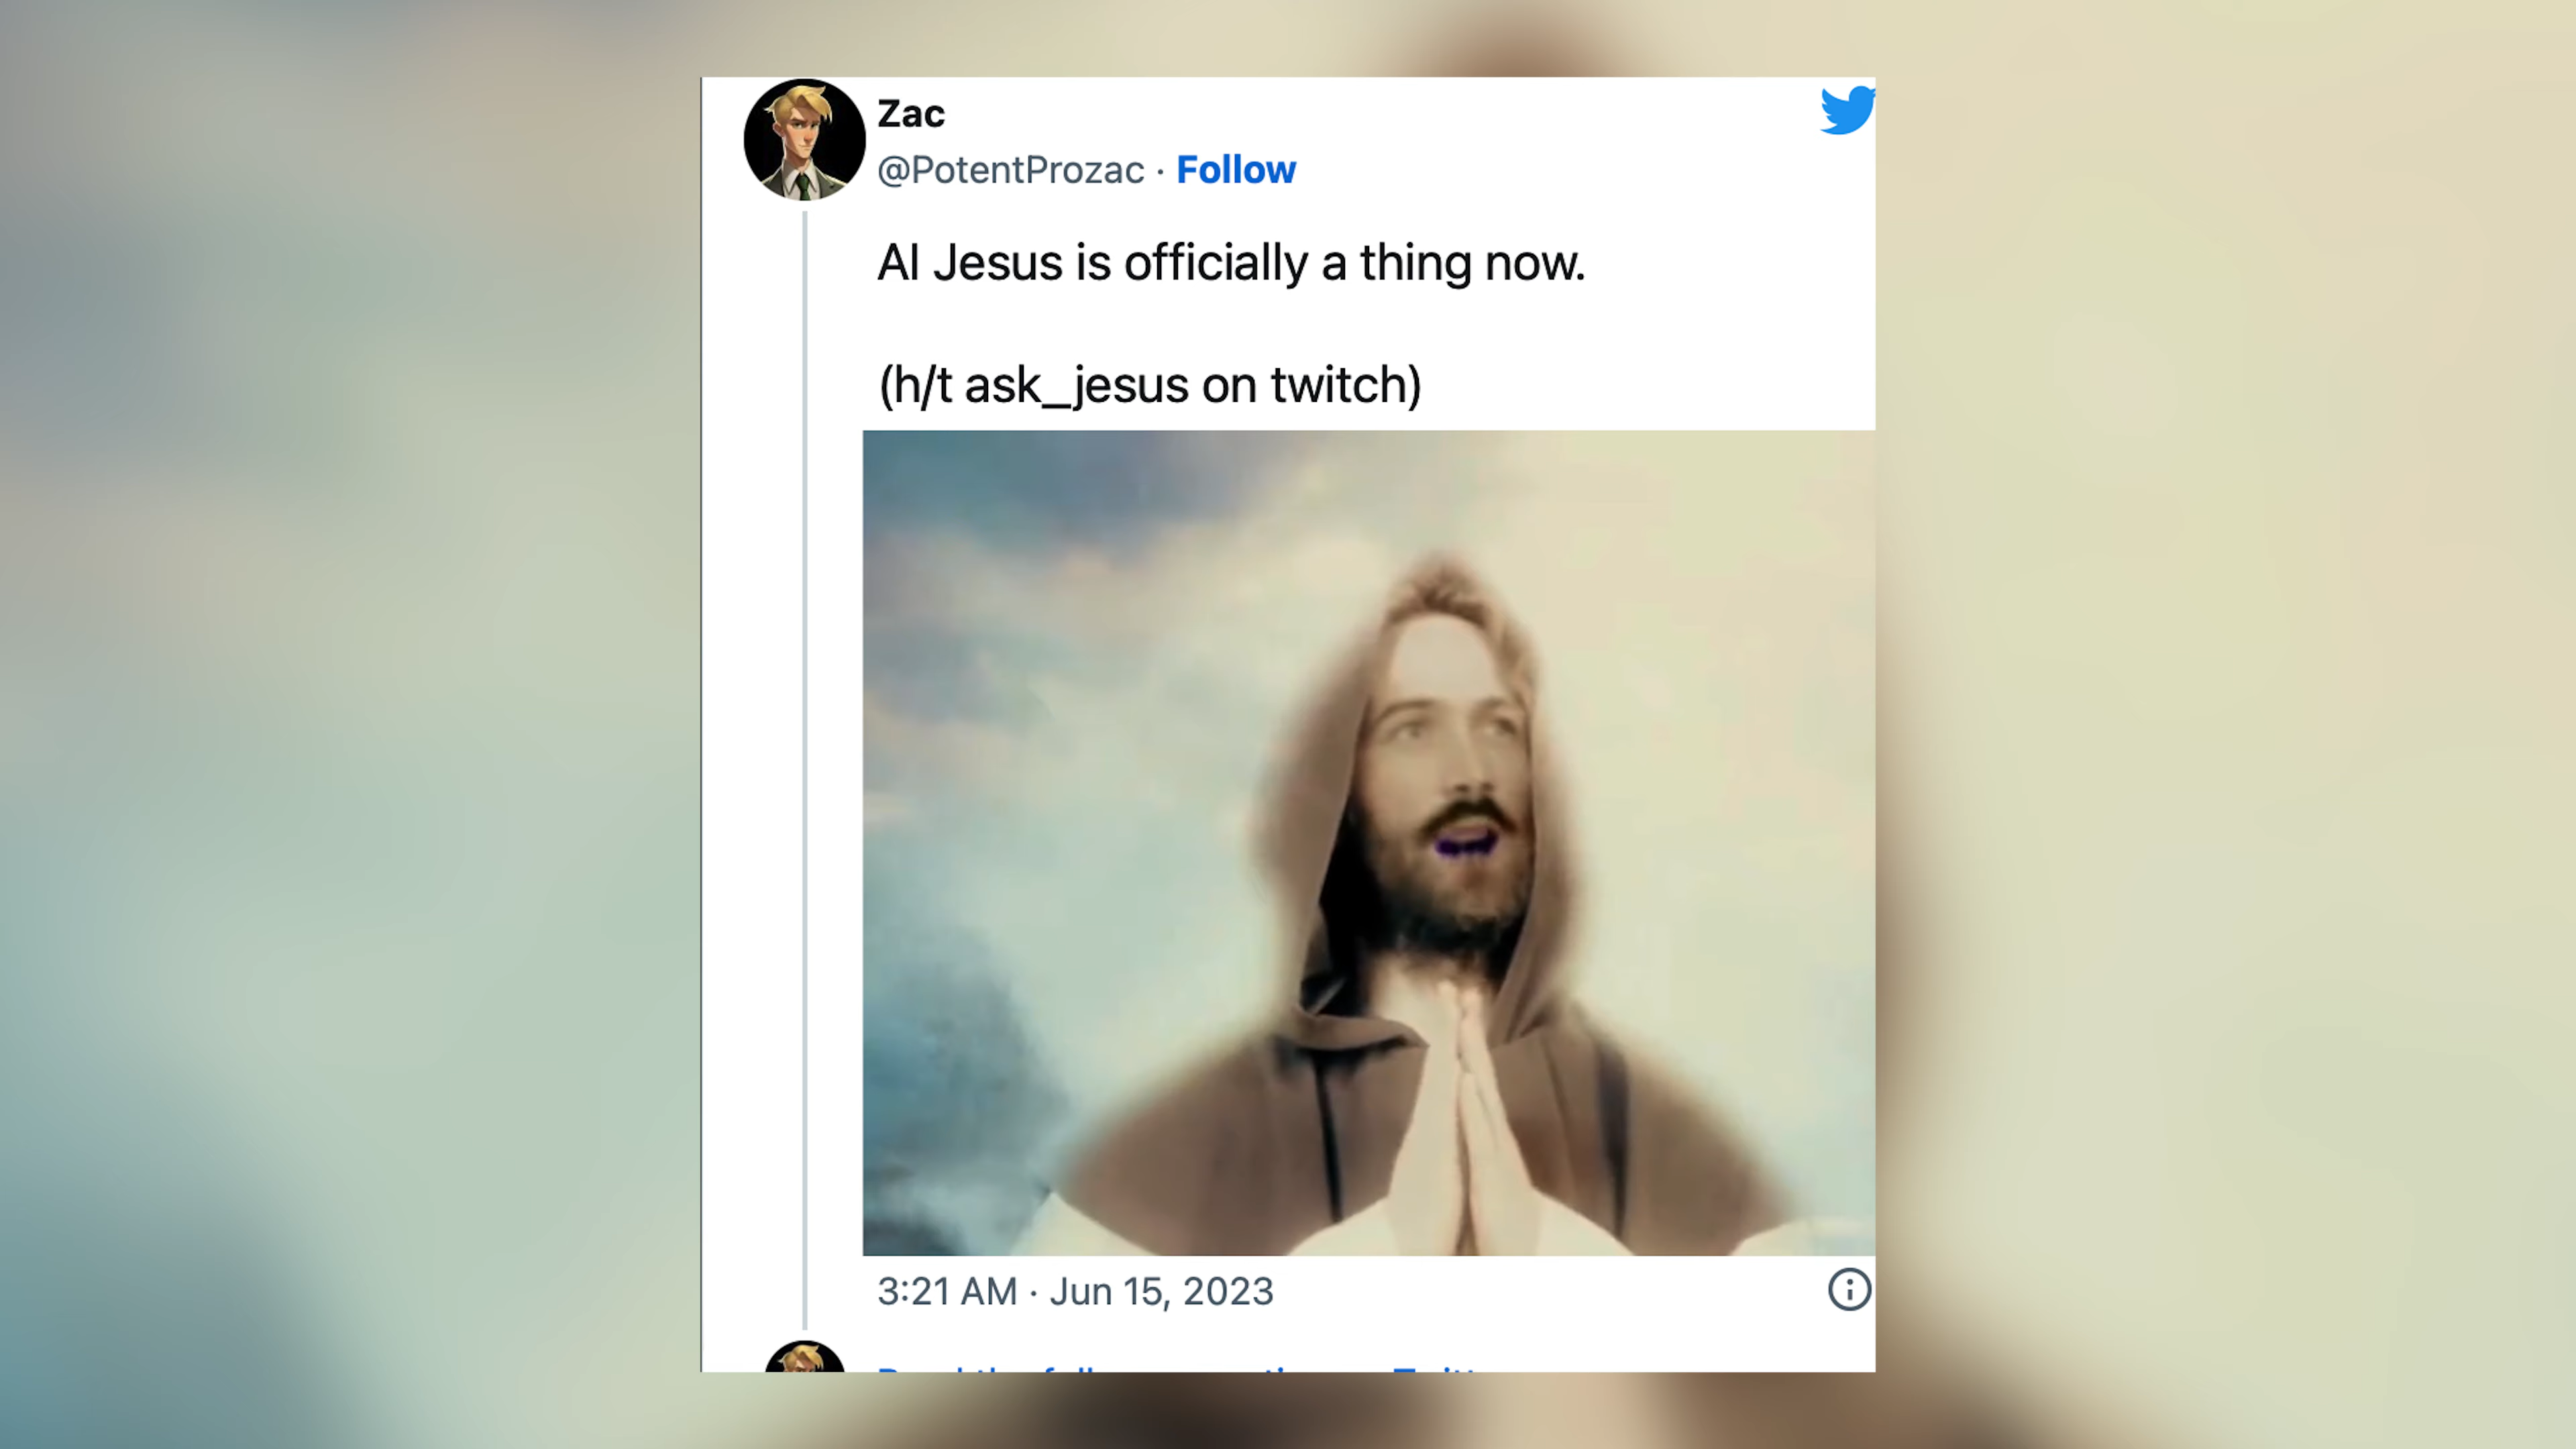 Zac
@PotentProzac · Follow
AI Jesus is officially a thing now.
(h/t ask_jesus on twitch)
3:21 AM · Jun 15, 2023